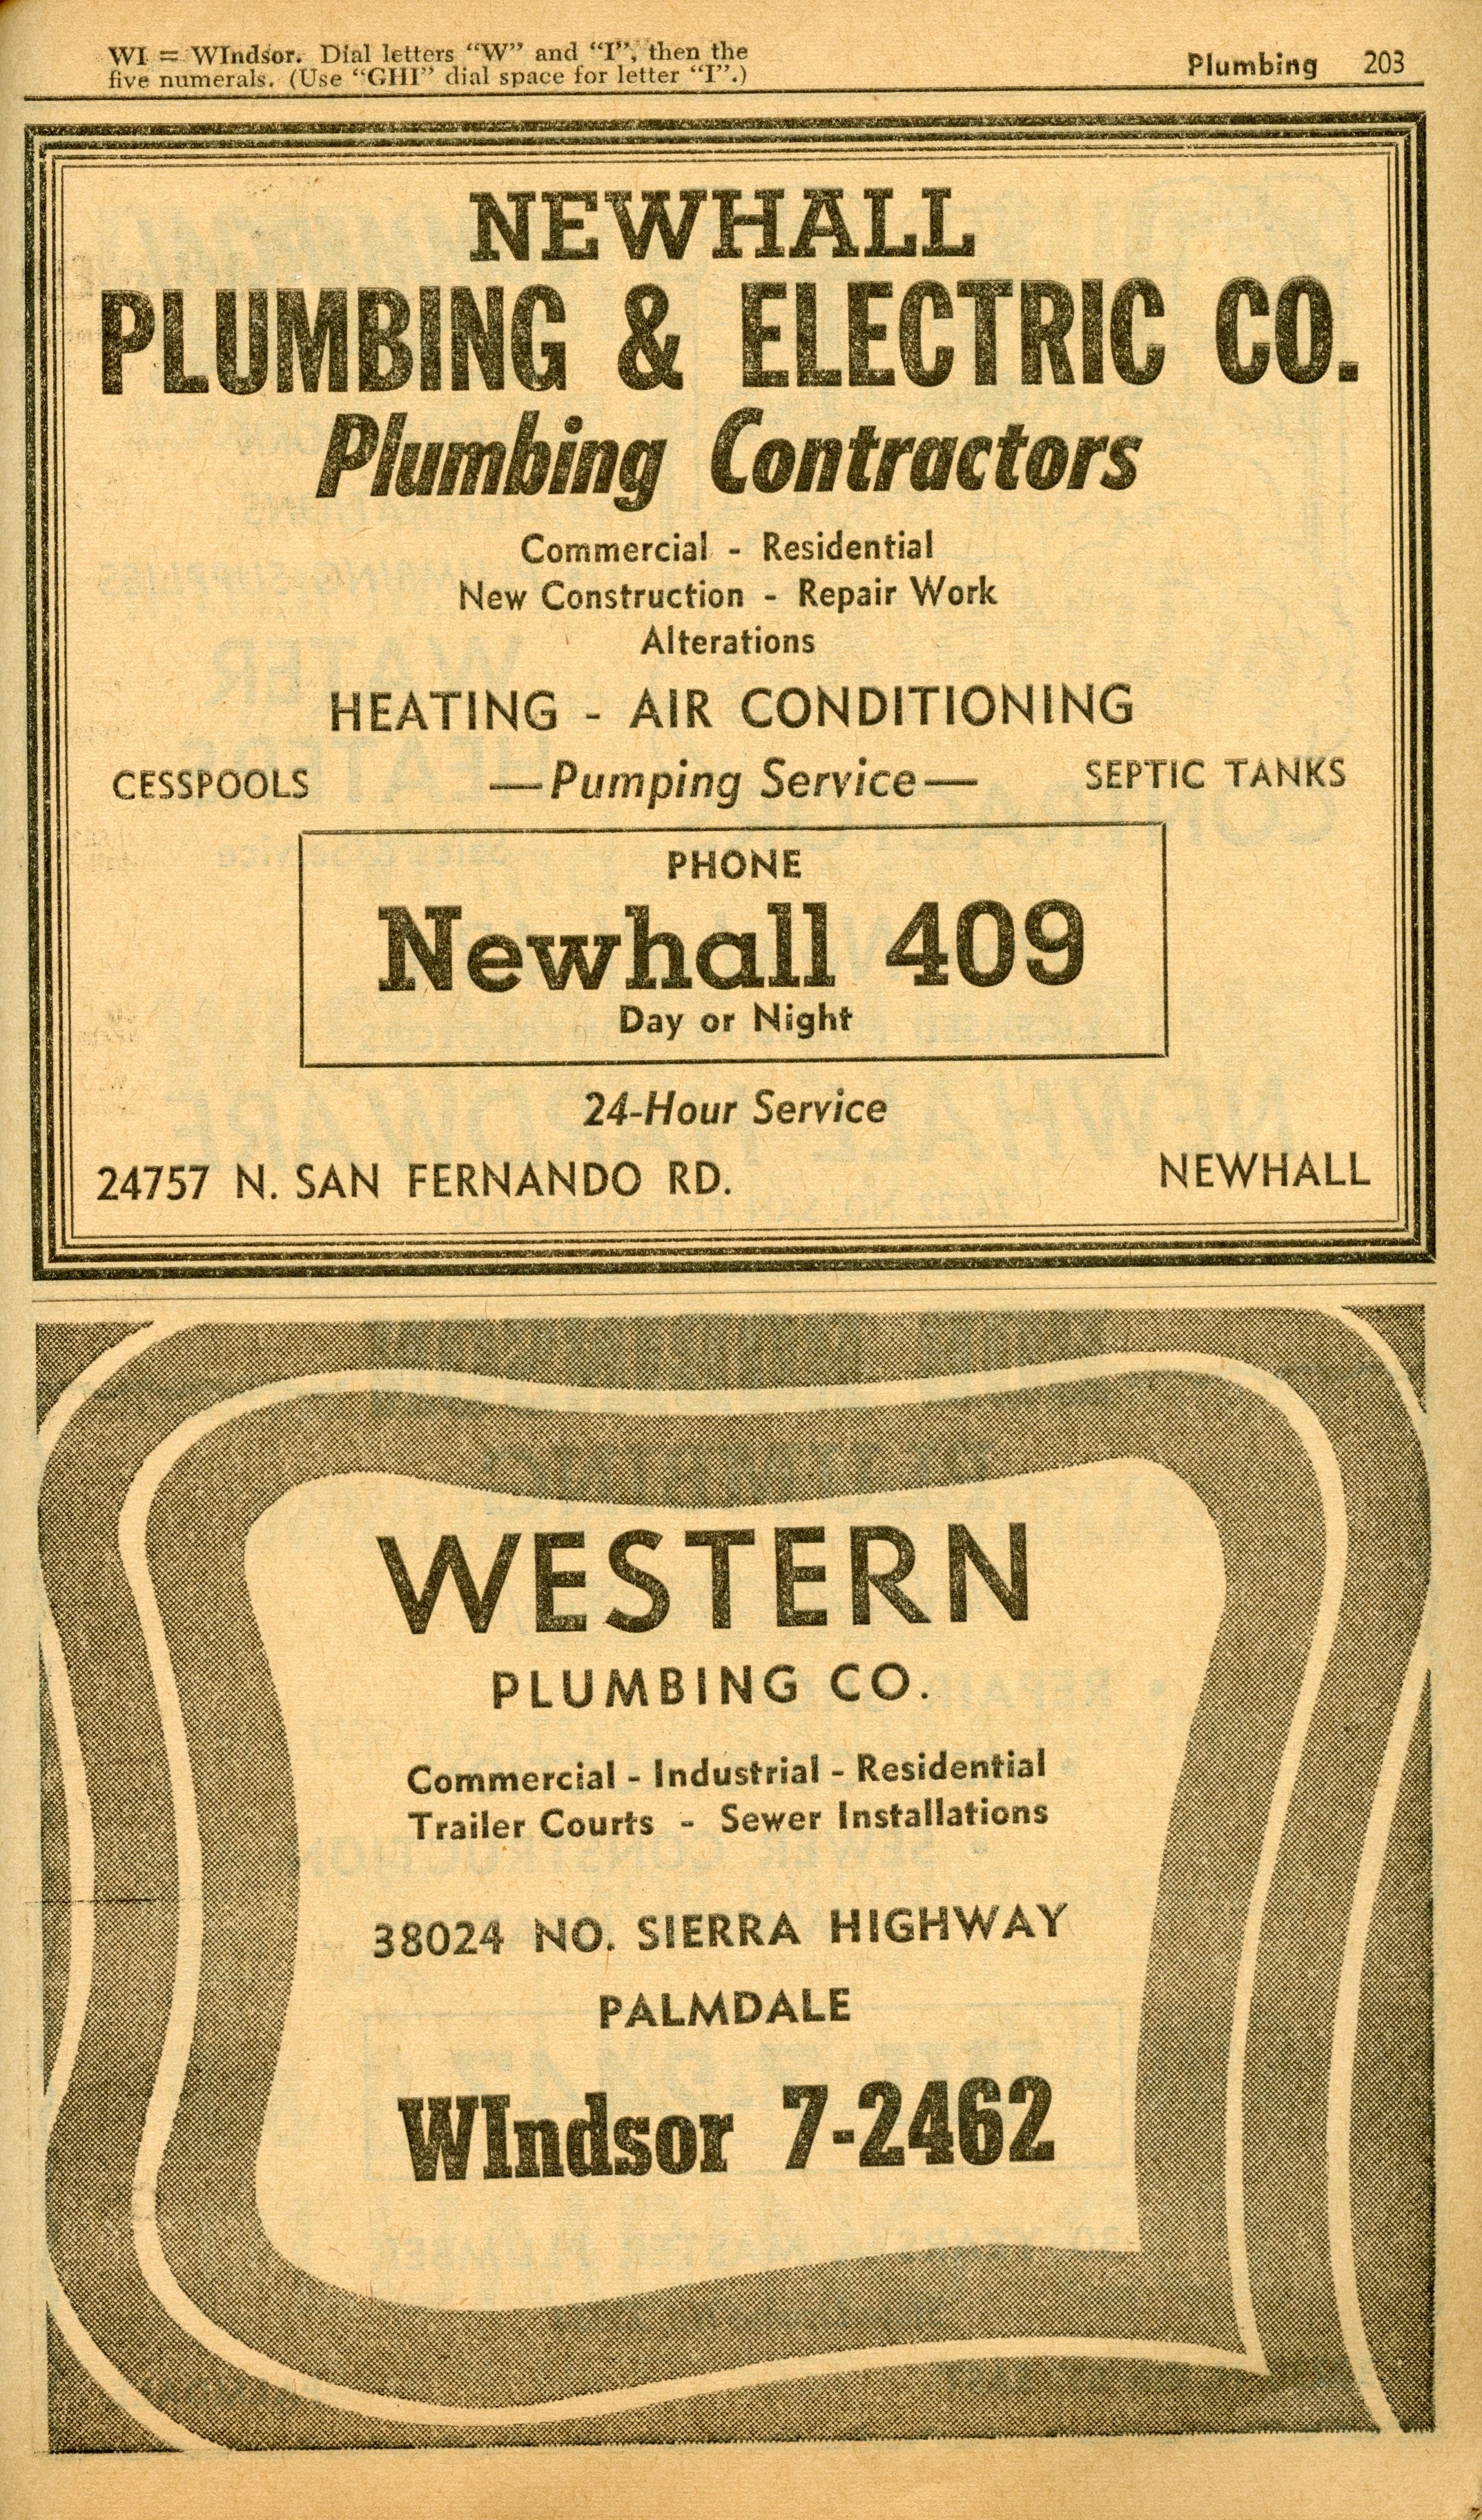 WI = WIndsor. Dial letters “W” and “I”, then the
five numerals. (Use “GHI” dial space for letter “I”.)
Plumbing 203
NEWHALL
PLUMBING & ELECTRIC CO.
Plumbing Contractors
Commercial - Residential
New Construction - Repair Work
Alterations
HEATING - AIR CONDITIONING
CESSPOOLS —Pumping Service— SEPTIC TANKS
PHONE
Newhall 409
Day or Night
24-Hour Service
24757 N. SAN FERNANDO RD. NEWHALL
WESTERN
PLUMBING CO.
Commercial - Industrial - Residential
Trailer Courts - Sewer Installations
38024 NO. SIERRA HIGHWAY
PALMDALE
WIndsor 7-2462